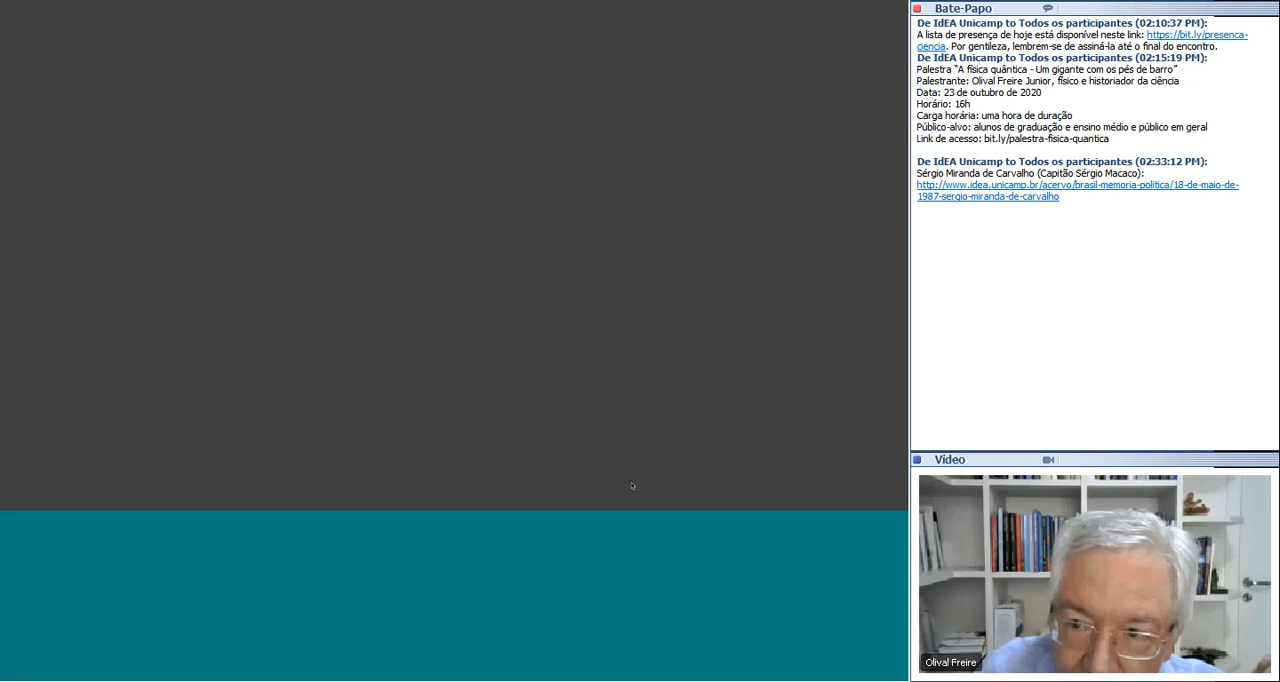 Bate-Papo
De IdEA Unicamp to Todos os participantes (02:10:37 PM):
A lista de presença de hoje está disponível neste link: https://bit.ly/presenca-
ciencia. Por gentileza, lembrem-se de assiná-la até o final do encontro.
De IdEA Unicamp to Todos os participantes (02:15:19 PM):
Palestra “A física quântica - Um gigante com os pés de barro”
Palestrante: Olival Freire Junior, físico e historiador da ciência
Data: 23 de outubro de 2020
Horário: 16h
Carga horária: uma hora de duração
Público-alvo: alunos de graduação e ensino médio e público em geral
Link de acesso: bit.ly/palestra-fisica-quantica
De IdEA Unicamp to Todos os participantes (02:33:12 PM):
Sérgio Miranda de Carvalho (Capitão Sérgio Macaco):
http://www.idea.unicamp.br/acervo/brasil-memoria-politica/18-de-maio-de-
1987-sergio-miranda-de-carvalho
Vídeo
Olival Freire